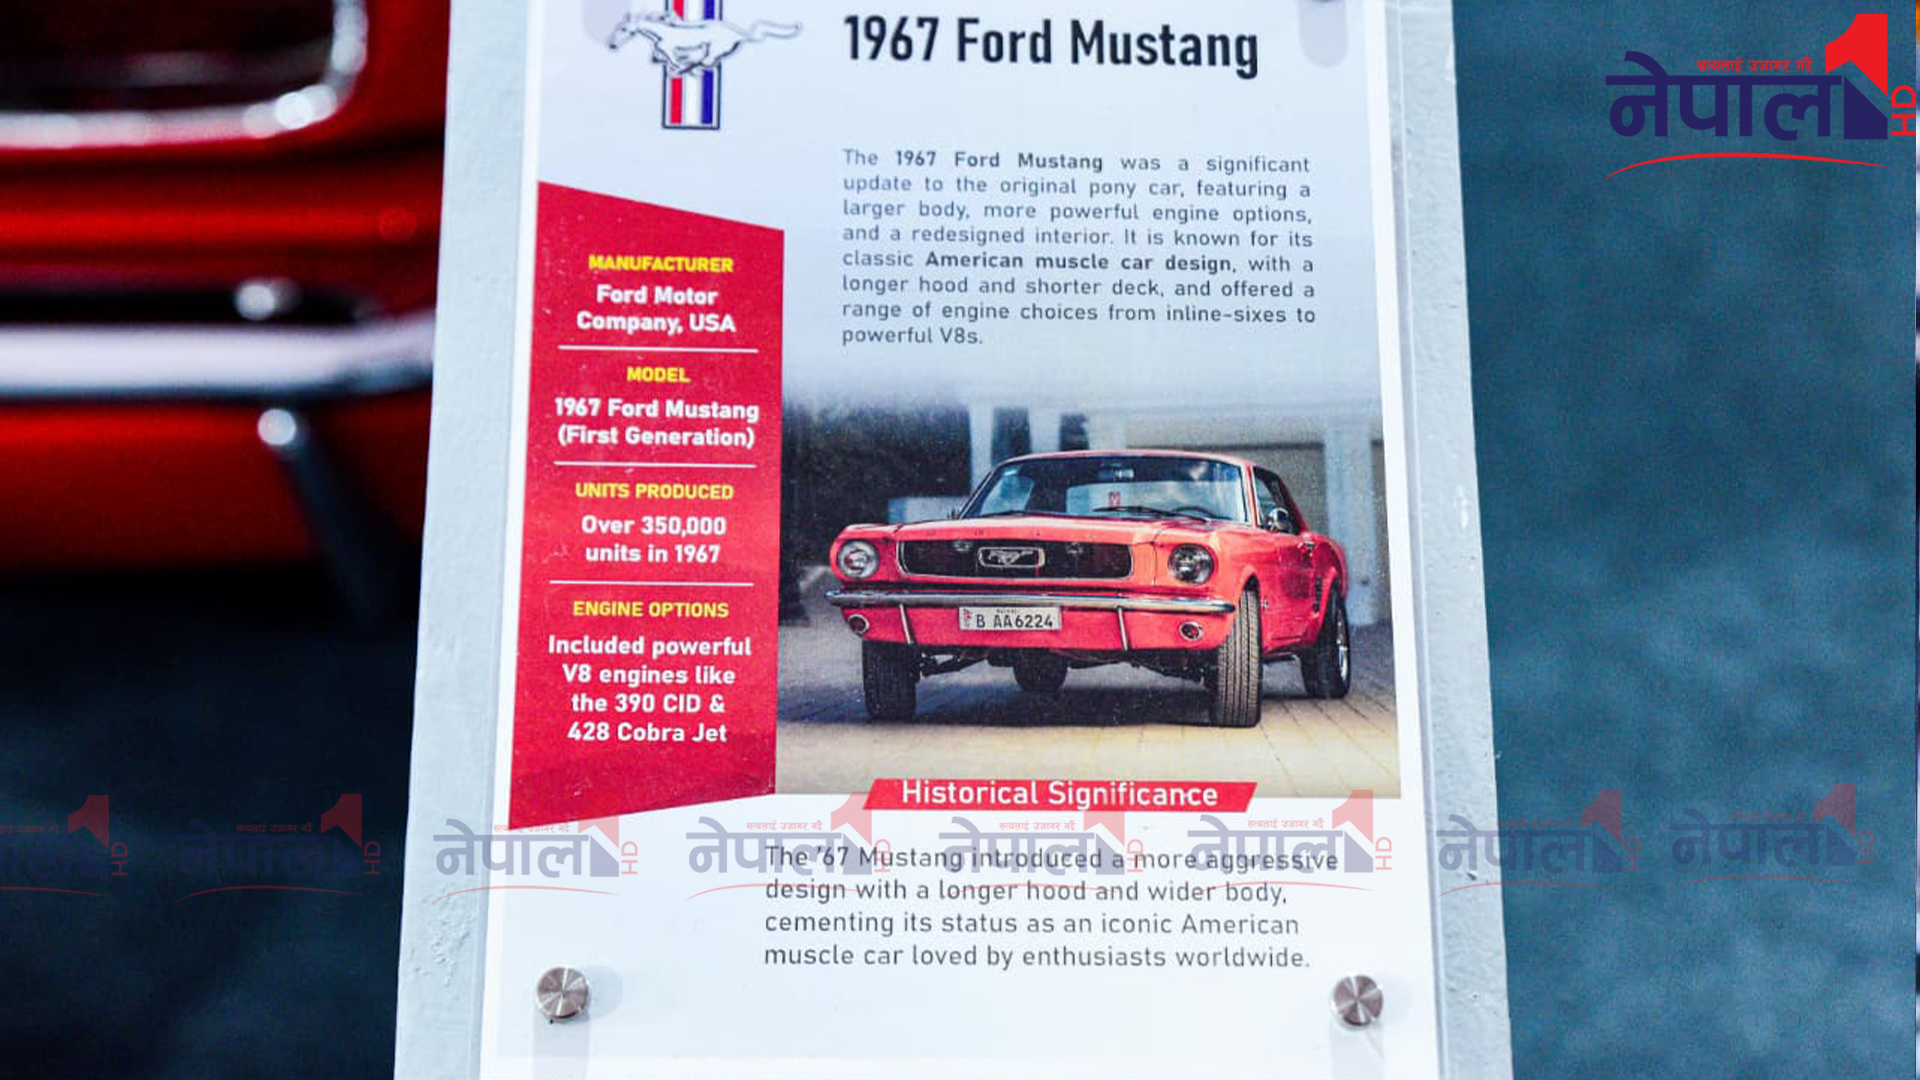 1967 Ford Mustang
सत्यलाई उजागर गर्दै
नेपाल1
HD
The 1967 Ford Mustang was a significant
update to the original pony car, featuring a
larger body, more powerful engine options,
and a redesigned interior. It is known for its
classic American muscle car design, with a
longer hood and shorter deck, and offered a
range of engine choices from inline-sixes to
powerful V8s.
MANUFACTURER
Ford Motor
Company, USA
MODEL
1967 Ford Mustang
(First Generation)
UNITS PRODUCED
Over 350,000
units in 1967
ENGINE OPTIONS
Included powerful
V8 engines like
the 390 CID &
428 Cobra Jet
B AA6224
Historical Significance
The '67 Mustang introduced a more aggressive
design with a longer hood and wider body,
cementing its status as an iconic American
muscle car loved by enthusiasts worldwide.